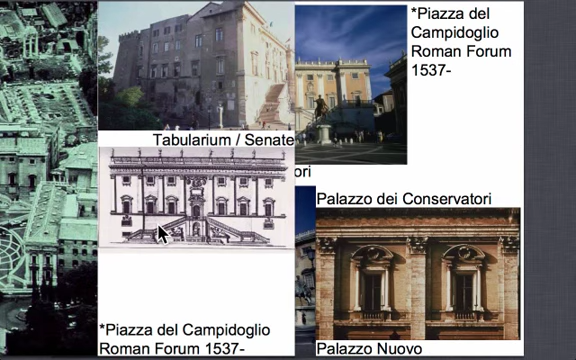 *Piazza del
Campidoglio
Roman Forum
1537-
Tabularium / Senate
ori
Palazzo dei Conservatori
*Piazza del Campidoglio
Roman Forum 1537-
Palazzo Nuovo